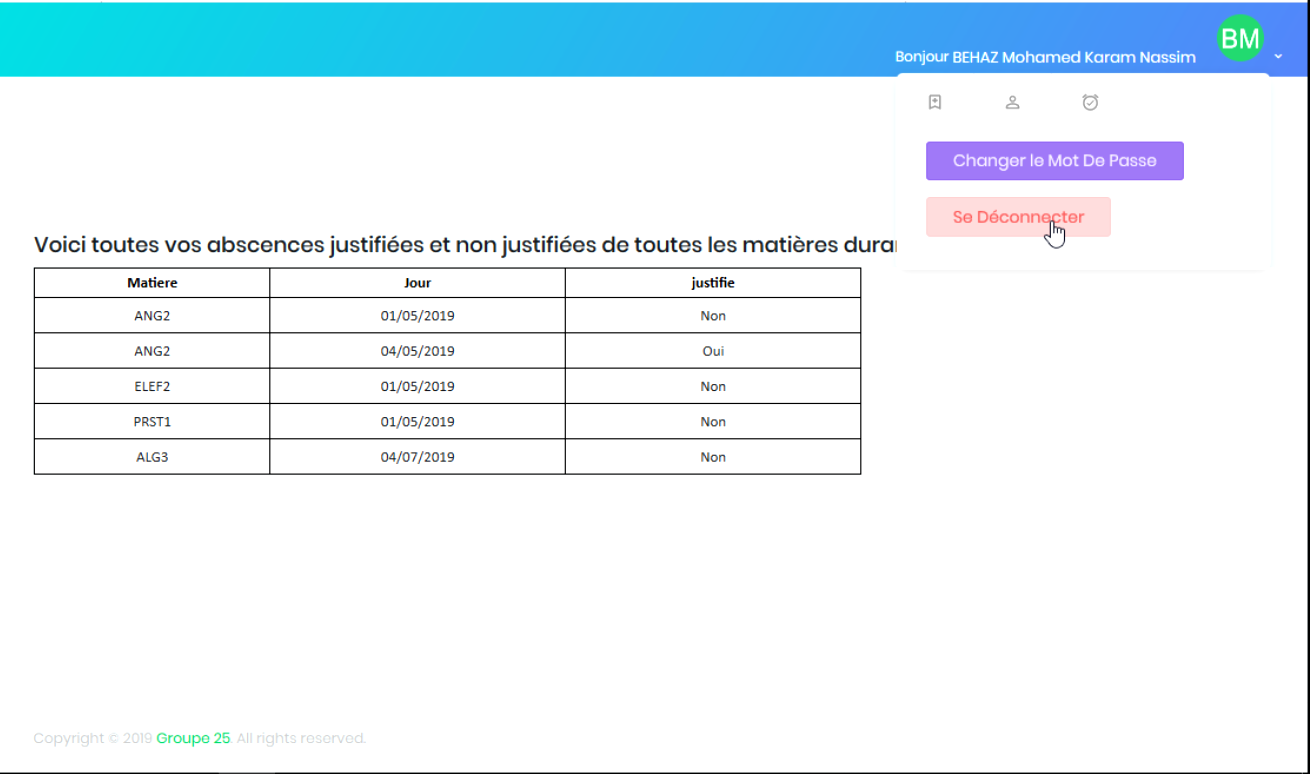 BM
Bonjour BEHAZ Mohamed Karam Nassim
Changer le Mot De Passe
Se Déconnecter
Voici toutes vos abscences justifiées et non justifiées de toutes les matières
Matiere Jour justifie
ANG2 01/05/2019 Non
ANG2 04/05/2019 Oui
ELEF2 01/05/2019 Non
PRST1 01/05/2019 Non
ALG3 04/07/2019 Non
Copyright © 2019 Groupe 25. All rights reserved.